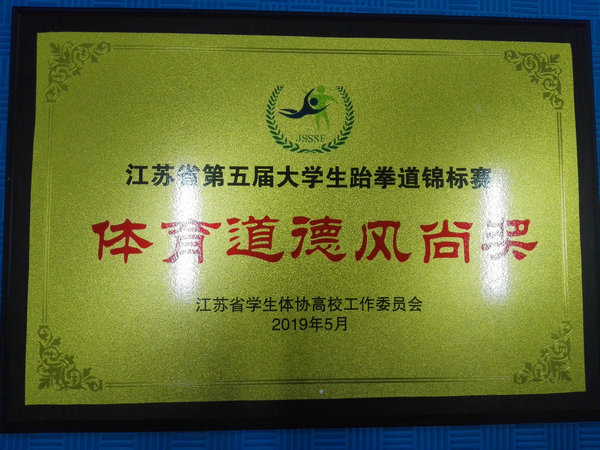 JSSSF
江苏省第五届大学生跆拳道锦标赛
体育道德风尚奖
江苏省学生体协高校工作委员会
2019年5月